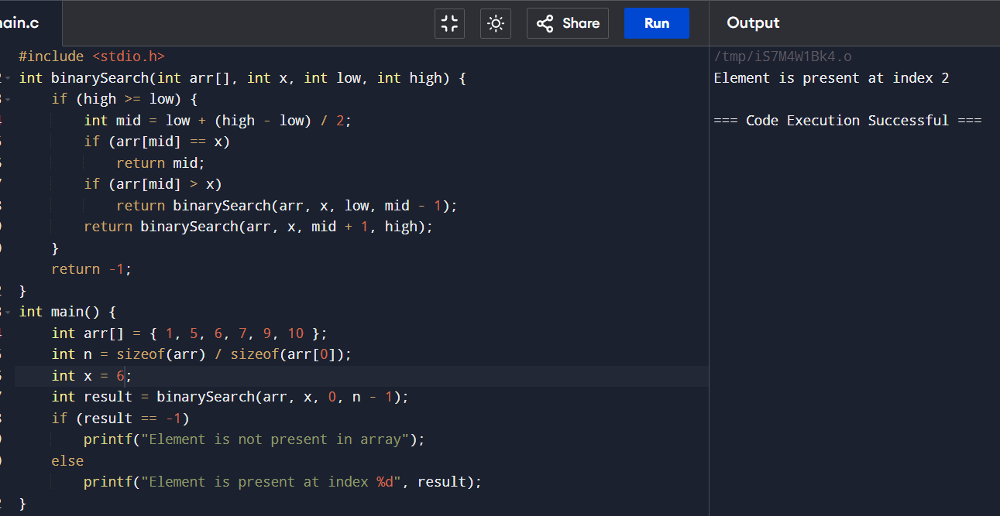 ain.c
Share
Run
Output
#include <stdio.h>
int binarySearch(int arr[], int x, int low, int high) {
    if (high >= low) {
        int mid = low + (high - low) / 2;
        if (arr[mid] == x)
            return mid;
        if (arr[mid] > x)
            return binarySearch(arr, x, low, mid - 1);
        return binarySearch(arr, x, mid + 1, high);
    }
    return -1;
}
int main() {
    int arr[] = { 1, 5, 6, 7, 9, 10 };
    int n = sizeof(arr) / sizeof(arr[0]);
    int x = 6;
    int result = binarySearch(arr, x, 0, n - 1);
    if (result == -1)
        printf("Element is not present in array");
    else
        printf("Element is present at index %d", result);
}
/tmp/iS7M4W1Bk4.o
Element is present at index 2
=== Code Execution Successful ===